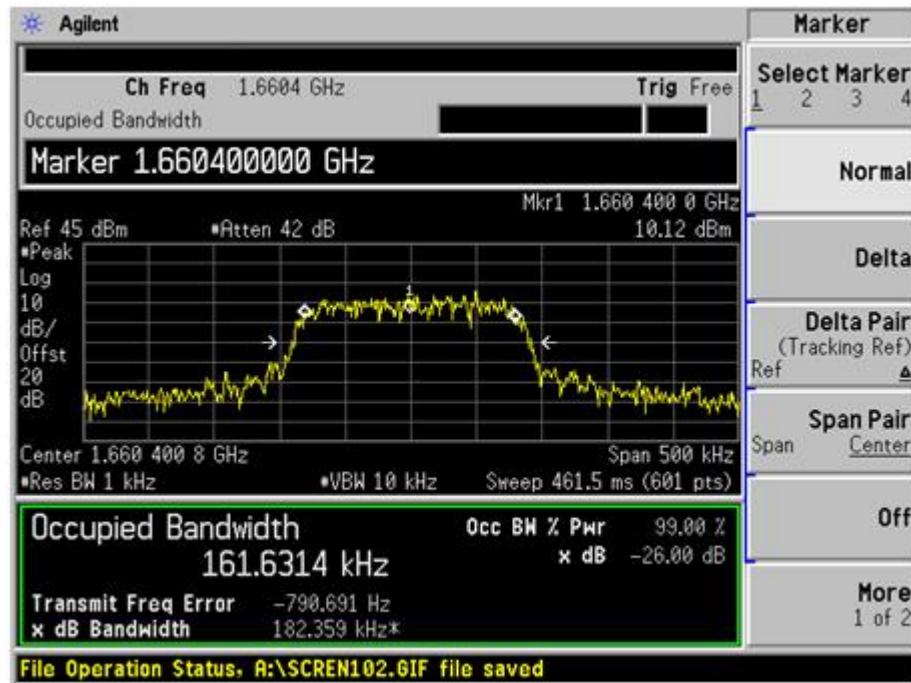 Agilent
Marker
Ch Freq 1.6604 GHz Trig Free
Occupied Bandwidth
Marker 1.660400000 GHz
Mkr1 1.660 400 0 GHz
Ref 45 dBm *Atten 42 dB 10.12 dBm
*Peak
Log
10
dB/
Offst
20
dB
1
Center 1.660 400 8 GHz Span 500 kHz
*Res BW 1 kHz *VBW 10 kHz Sweep 461.5 ms (601 pts)
Occupied Bandwidth
161.6314 kHz
Occ BW % Pwr 99.00 %
x dB -26.00 dB
Transmit Freq Error -790.691 Hz
x dB Bandwidth 182.359 kHz*
File Operation Status, A:\SCREN102.GIF file saved
Select Marker
1 2 3 4
Normal
Delta
Delta Pair
(Tracking Ref)
Ref Δ
Span Pair
Span Center
Off
More
1 of 2